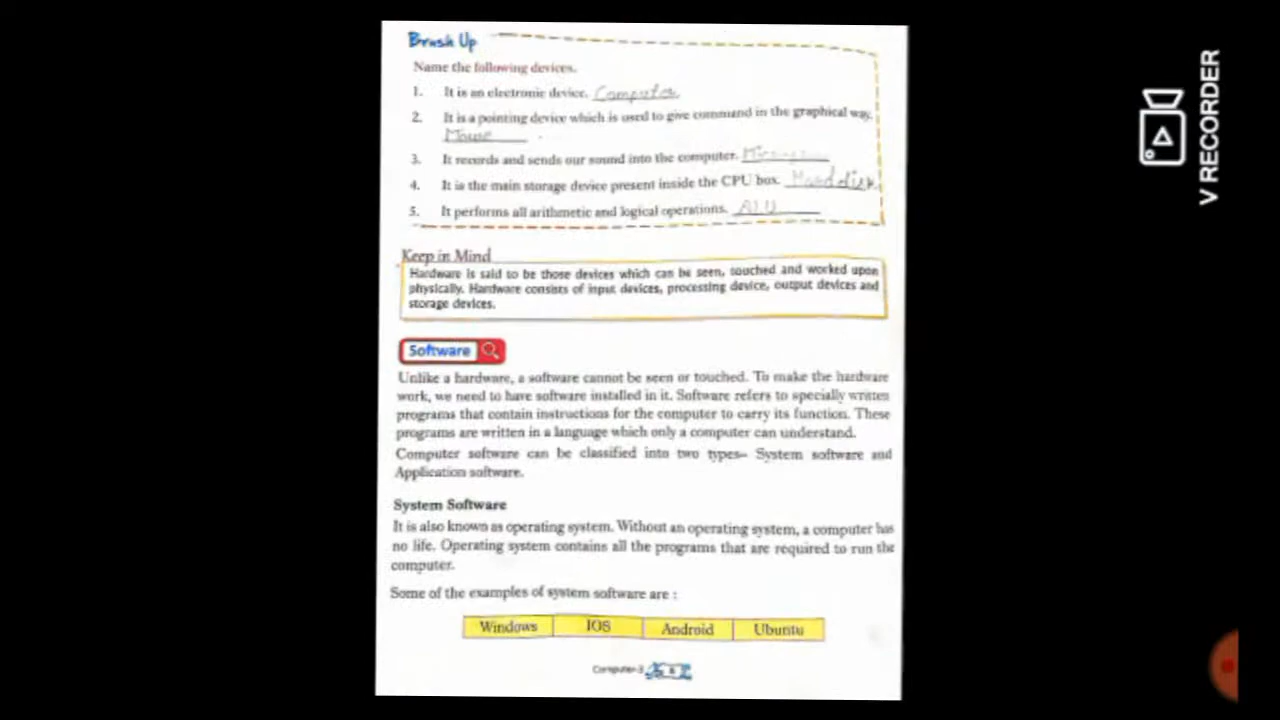 Brush Up
Name the following devices.
1. It is an electronic device. Computer
2. It is a pointing device which is used to give command in the graphical way.
Mouse
3. It records and sends our sound into the computer.
4. It is the main storage device present inside the CPU box. Harddisk
5. It performs all arithmetic and logical operations. ALU
Keep in Mind
Hardware is said to be those devices which can be seen, touched and worked upon
physically. Hardware consists of input devices, processing device, output devices and
storage devices.
Software
Unlike a hardware, a software cannot be seen or touched. To make the hardware
work, we need to have software installed in it. Software refers to specially written
programs that contain instructions for the computer to carry its function. These
programs are written in a language which only a computer can understand.
Computer software can be classified into two types– System software and
Application software.
System Software
It is also known as operating system. Without an operating system, a computer has
no life. Operating system contains all the programs that are required to run the
computer.
Some of the examples of system software are :
Windows IOS Android Ubuntu
Computer-3
V RECORDER